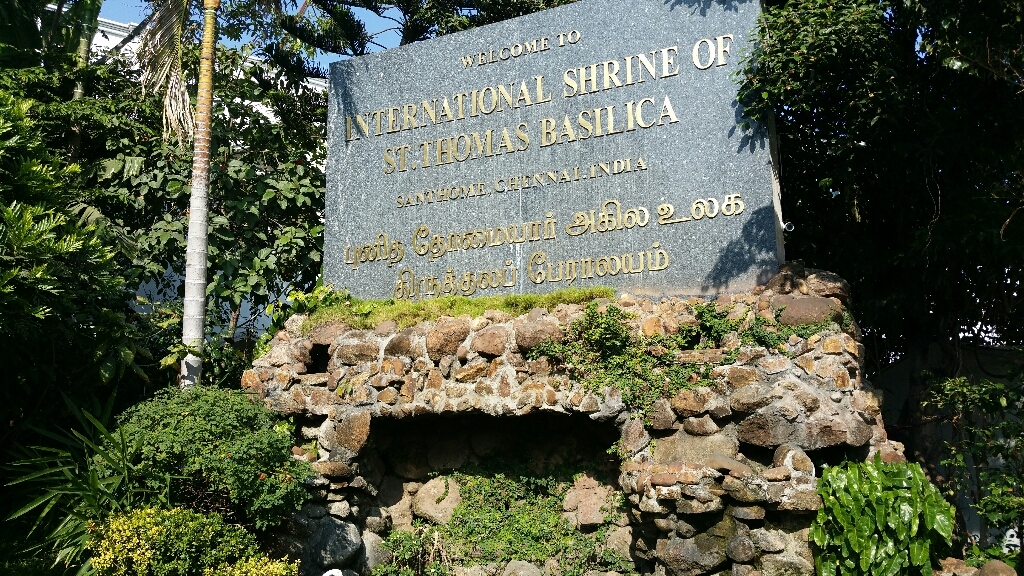 WELCOME TO
INTERNATIONAL SHRINE OF
ST.THOMAS BASILICA
SANTHOME, CHENNAI.INDIA
புனித தோமையார் அகில உலக
திருத்தலப் பேராலயம்